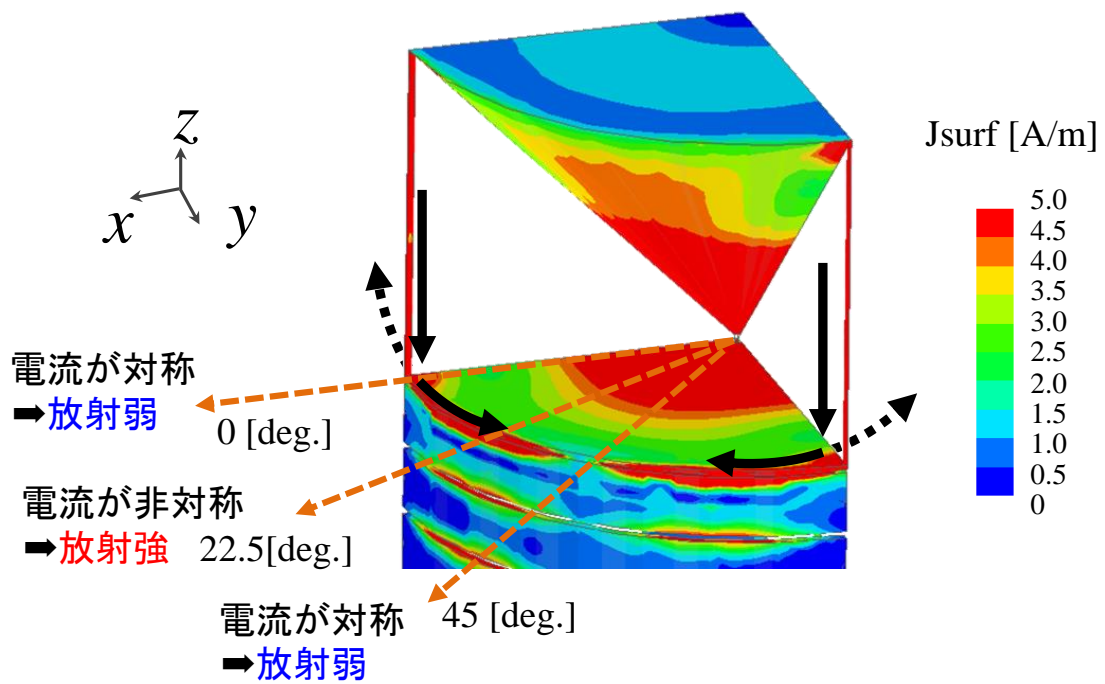 z
x
y
Jsurf [A/m]
5.0
4.5
4.0
3.5
3.0
2.5
2.0
1.5
1.0
0.5
0
電流が対称
➡放射弱
0 [deg.]
電流が非対称
➡放射強
22.5[deg.]
電流が対称
➡放射弱
45 [deg.]